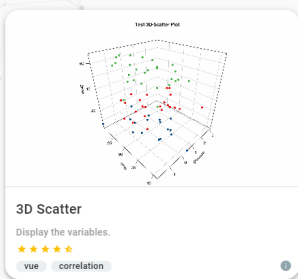 Test 3D-Scatter Plot
3D Scatter
Display the variables.
vue correlation